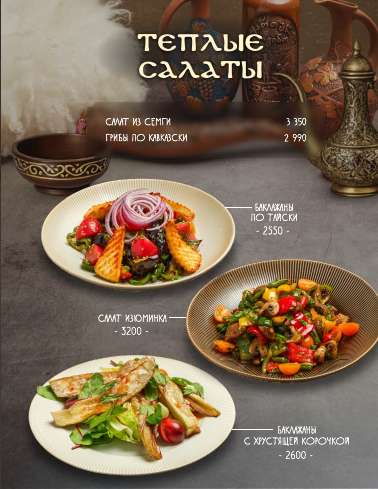 ТЕПЛЫЕ
САЛАТЫ
САЛАТ ИЗ СЕМГИ 3 350
ГРИБЫ ПО КАВКАЗСКИ 2 990
БАКЛАЖАНЫ
ПО ТАЙСКИ
- 2550 -
САЛАТ ИЗЮМИНКА
- 3200 -
БАКЛАЖАНЫ
С ХРУСТЯЩЕЙ КОРОЧКОЙ
- 2600 -